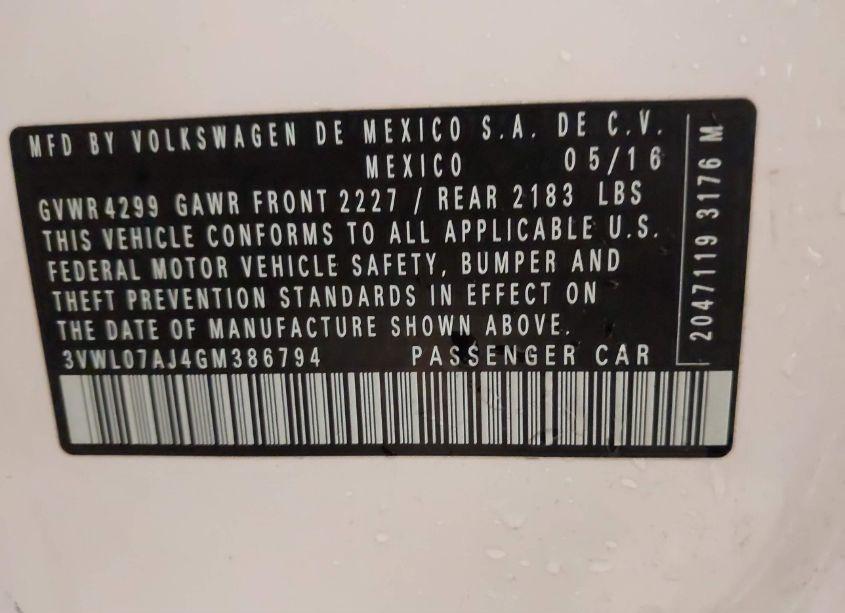 MFD BY VOLKSWAGEN DE MEXICO S.A. DE C.V.
MEXICO 05/16
GVWR 4299 GAWR FRONT 2227 / REAR 2183 LBS
THIS VEHICLE CONFORMS TO ALL APPLICABLE U.S.
FEDERAL MOTOR VEHICLE SAFETY, BUMPER AND
THEFT PREVENTION STANDARDS IN EFFECT ON
THE DATE OF MANUFACTURE SHOWN ABOVE.
3VWL07AJ4GM386794 PASSENGER CAR
2047119 3176 M